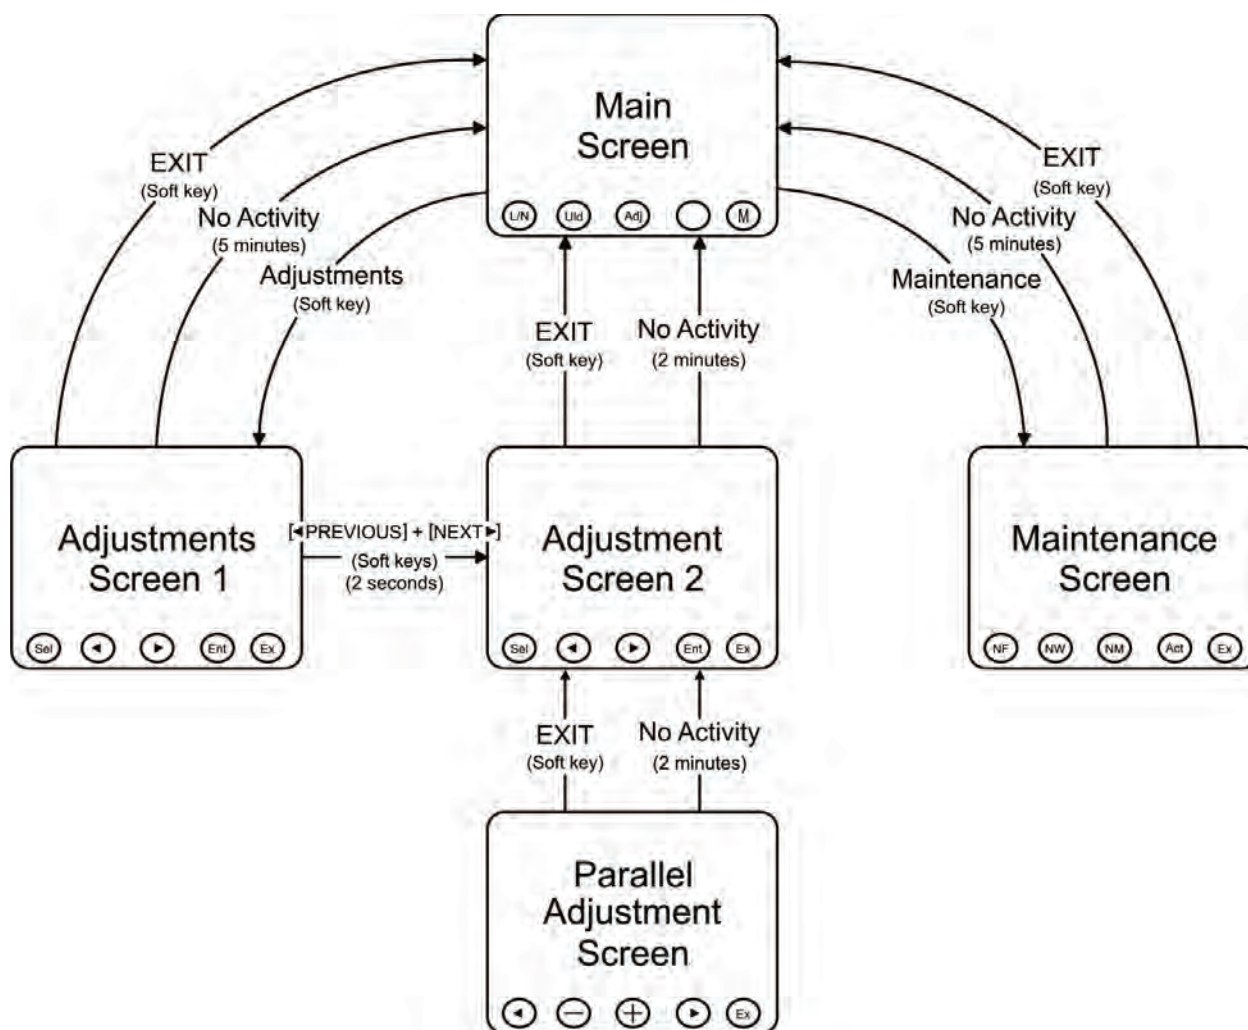 Main
Screen
L/N Uld Adj M
EXIT
(Soft key)
No Activity
(5 minutes)
Adjustments
(Soft key)
EXIT
(Soft key)
No Activity
(2 minutes)
EXIT
(Soft key)
No Activity
(5 minutes)
Maintenance
(Soft key)
Adjustments
Screen 1
Sel ◄ ► Ent Ex
[◄PREVIOUS] + [NEXT►]
(Soft keys)
(2 seconds)
Adjustment
Screen 2
Sel ◄ ► Ent Ex
Maintenance
Screen
NF NW NM Act Ex
EXIT
(Soft key)
No Activity
(2 minutes)
Parallel
Adjustment
Screen
◄ − + ► Ex